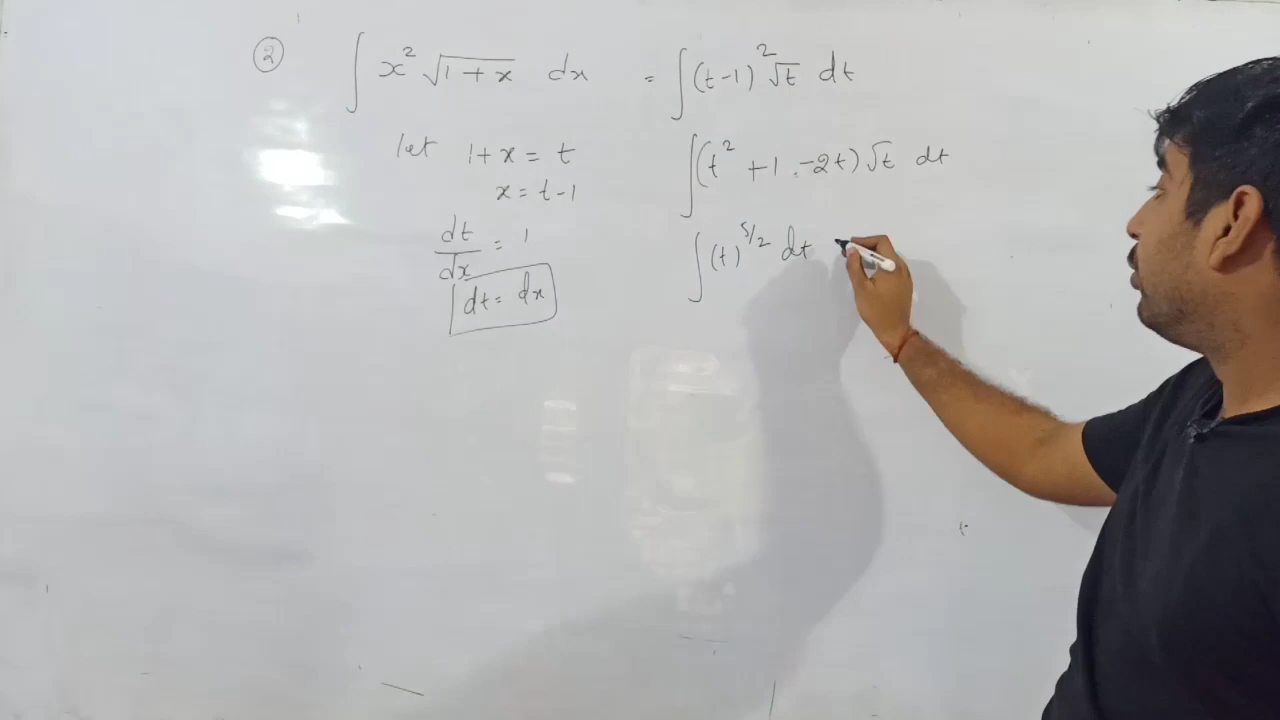 ② ∫ x² √(1+x) dx = ∫ (t-1)² √t dt
let 1+x = t
x = t-1
dt/dx = 1
dt = dx
∫ (t² + 1 - 2t) √t dt
∫ (t)^5/2 dt